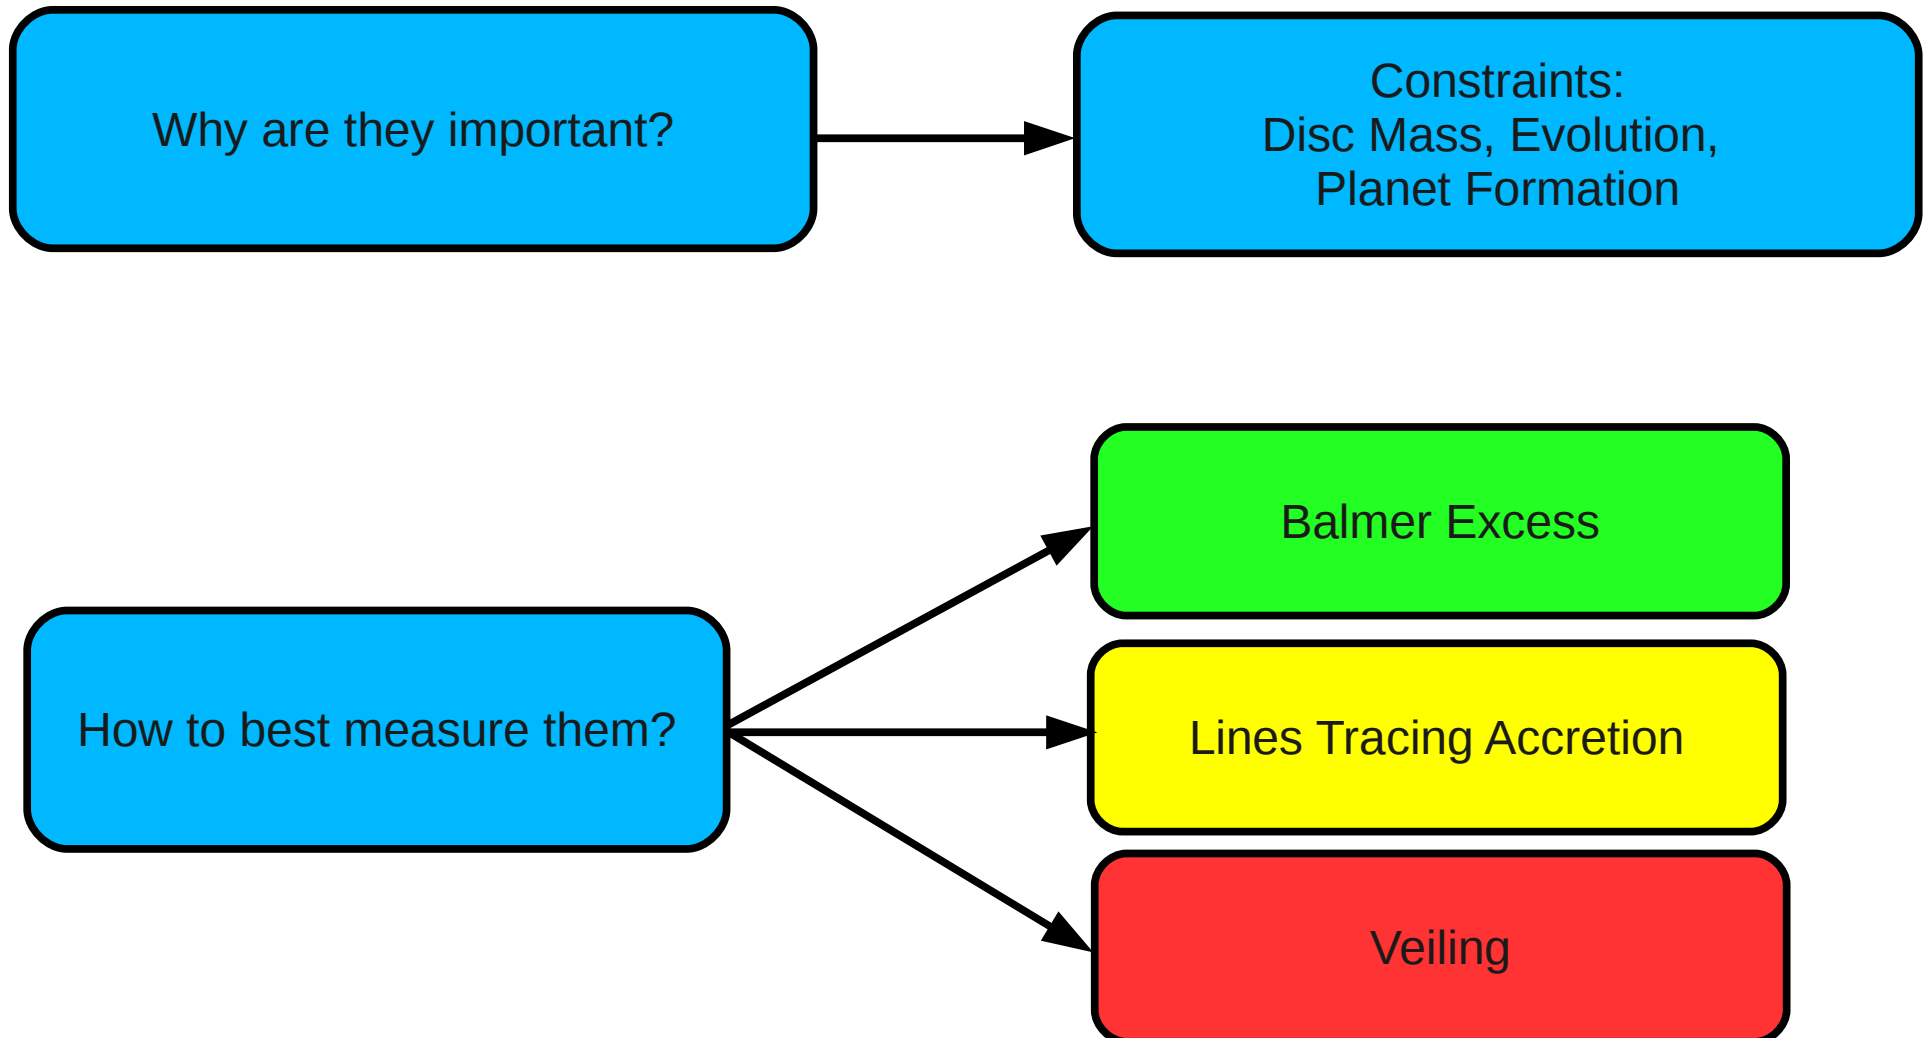 Why are they important?
Constraints:
Disc Mass, Evolution,
Planet Formation
How to best measure them?
Balmer Excess
Lines Tracing Accretion
Veiling